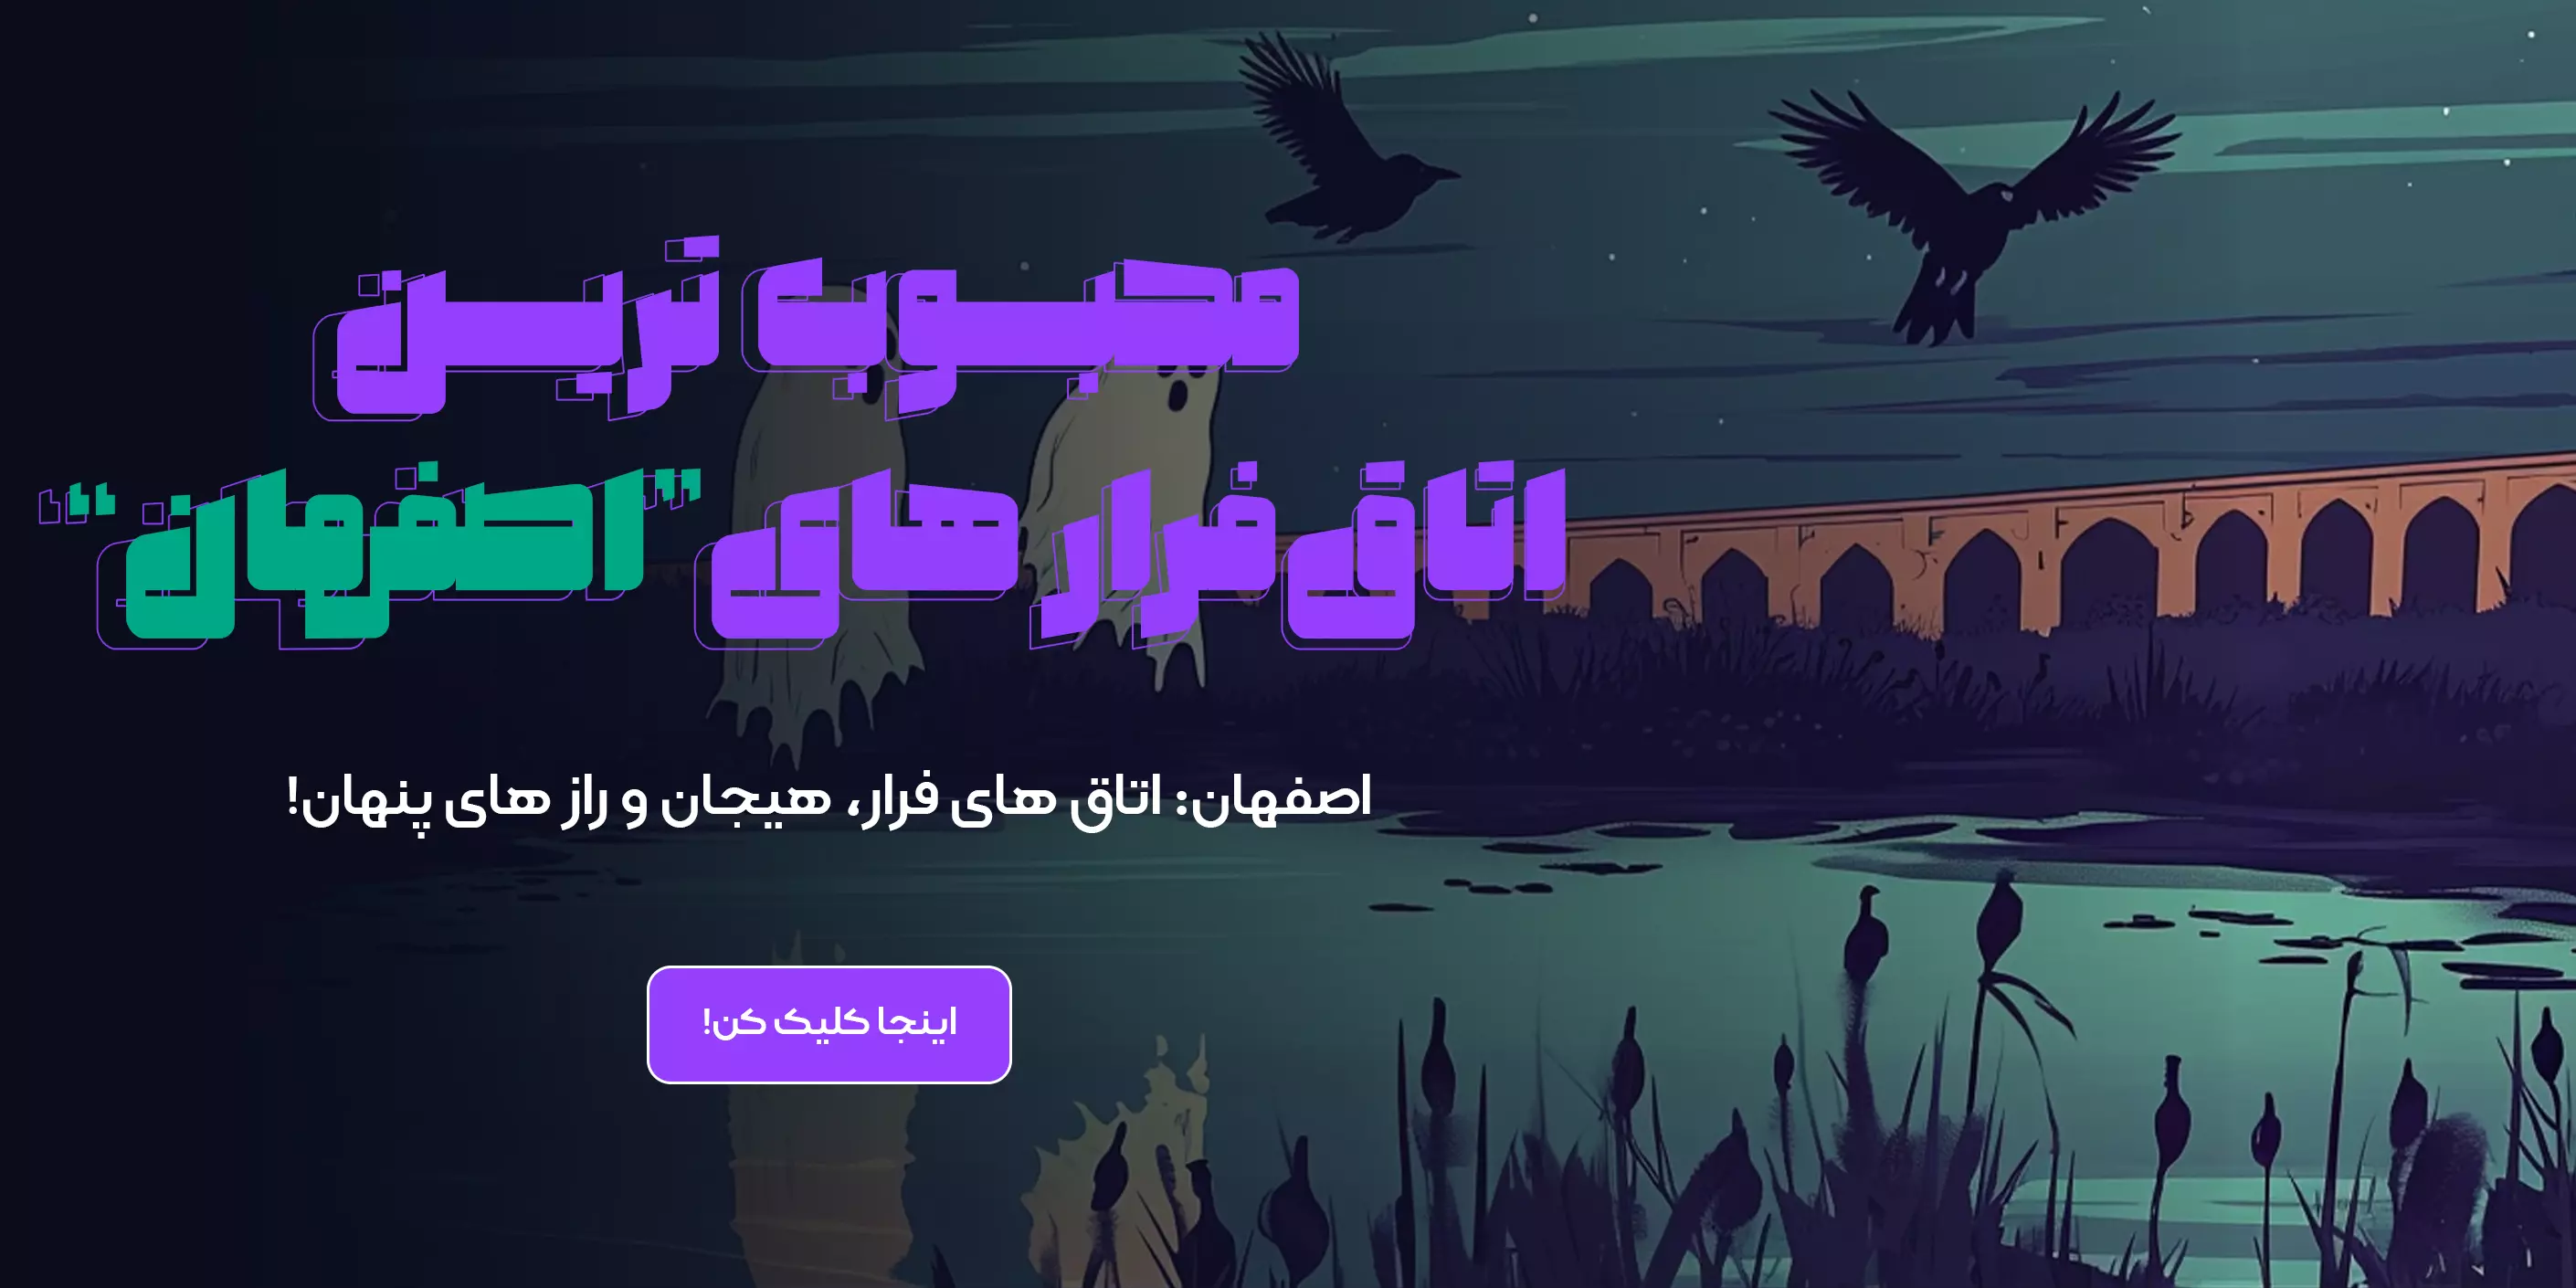 محبوب ترین
اتاق فرار های ”اصفهان“
اصفهان: اتاق های فرار، هیجان و راز های پنهان!
اینجا کلیک کن!